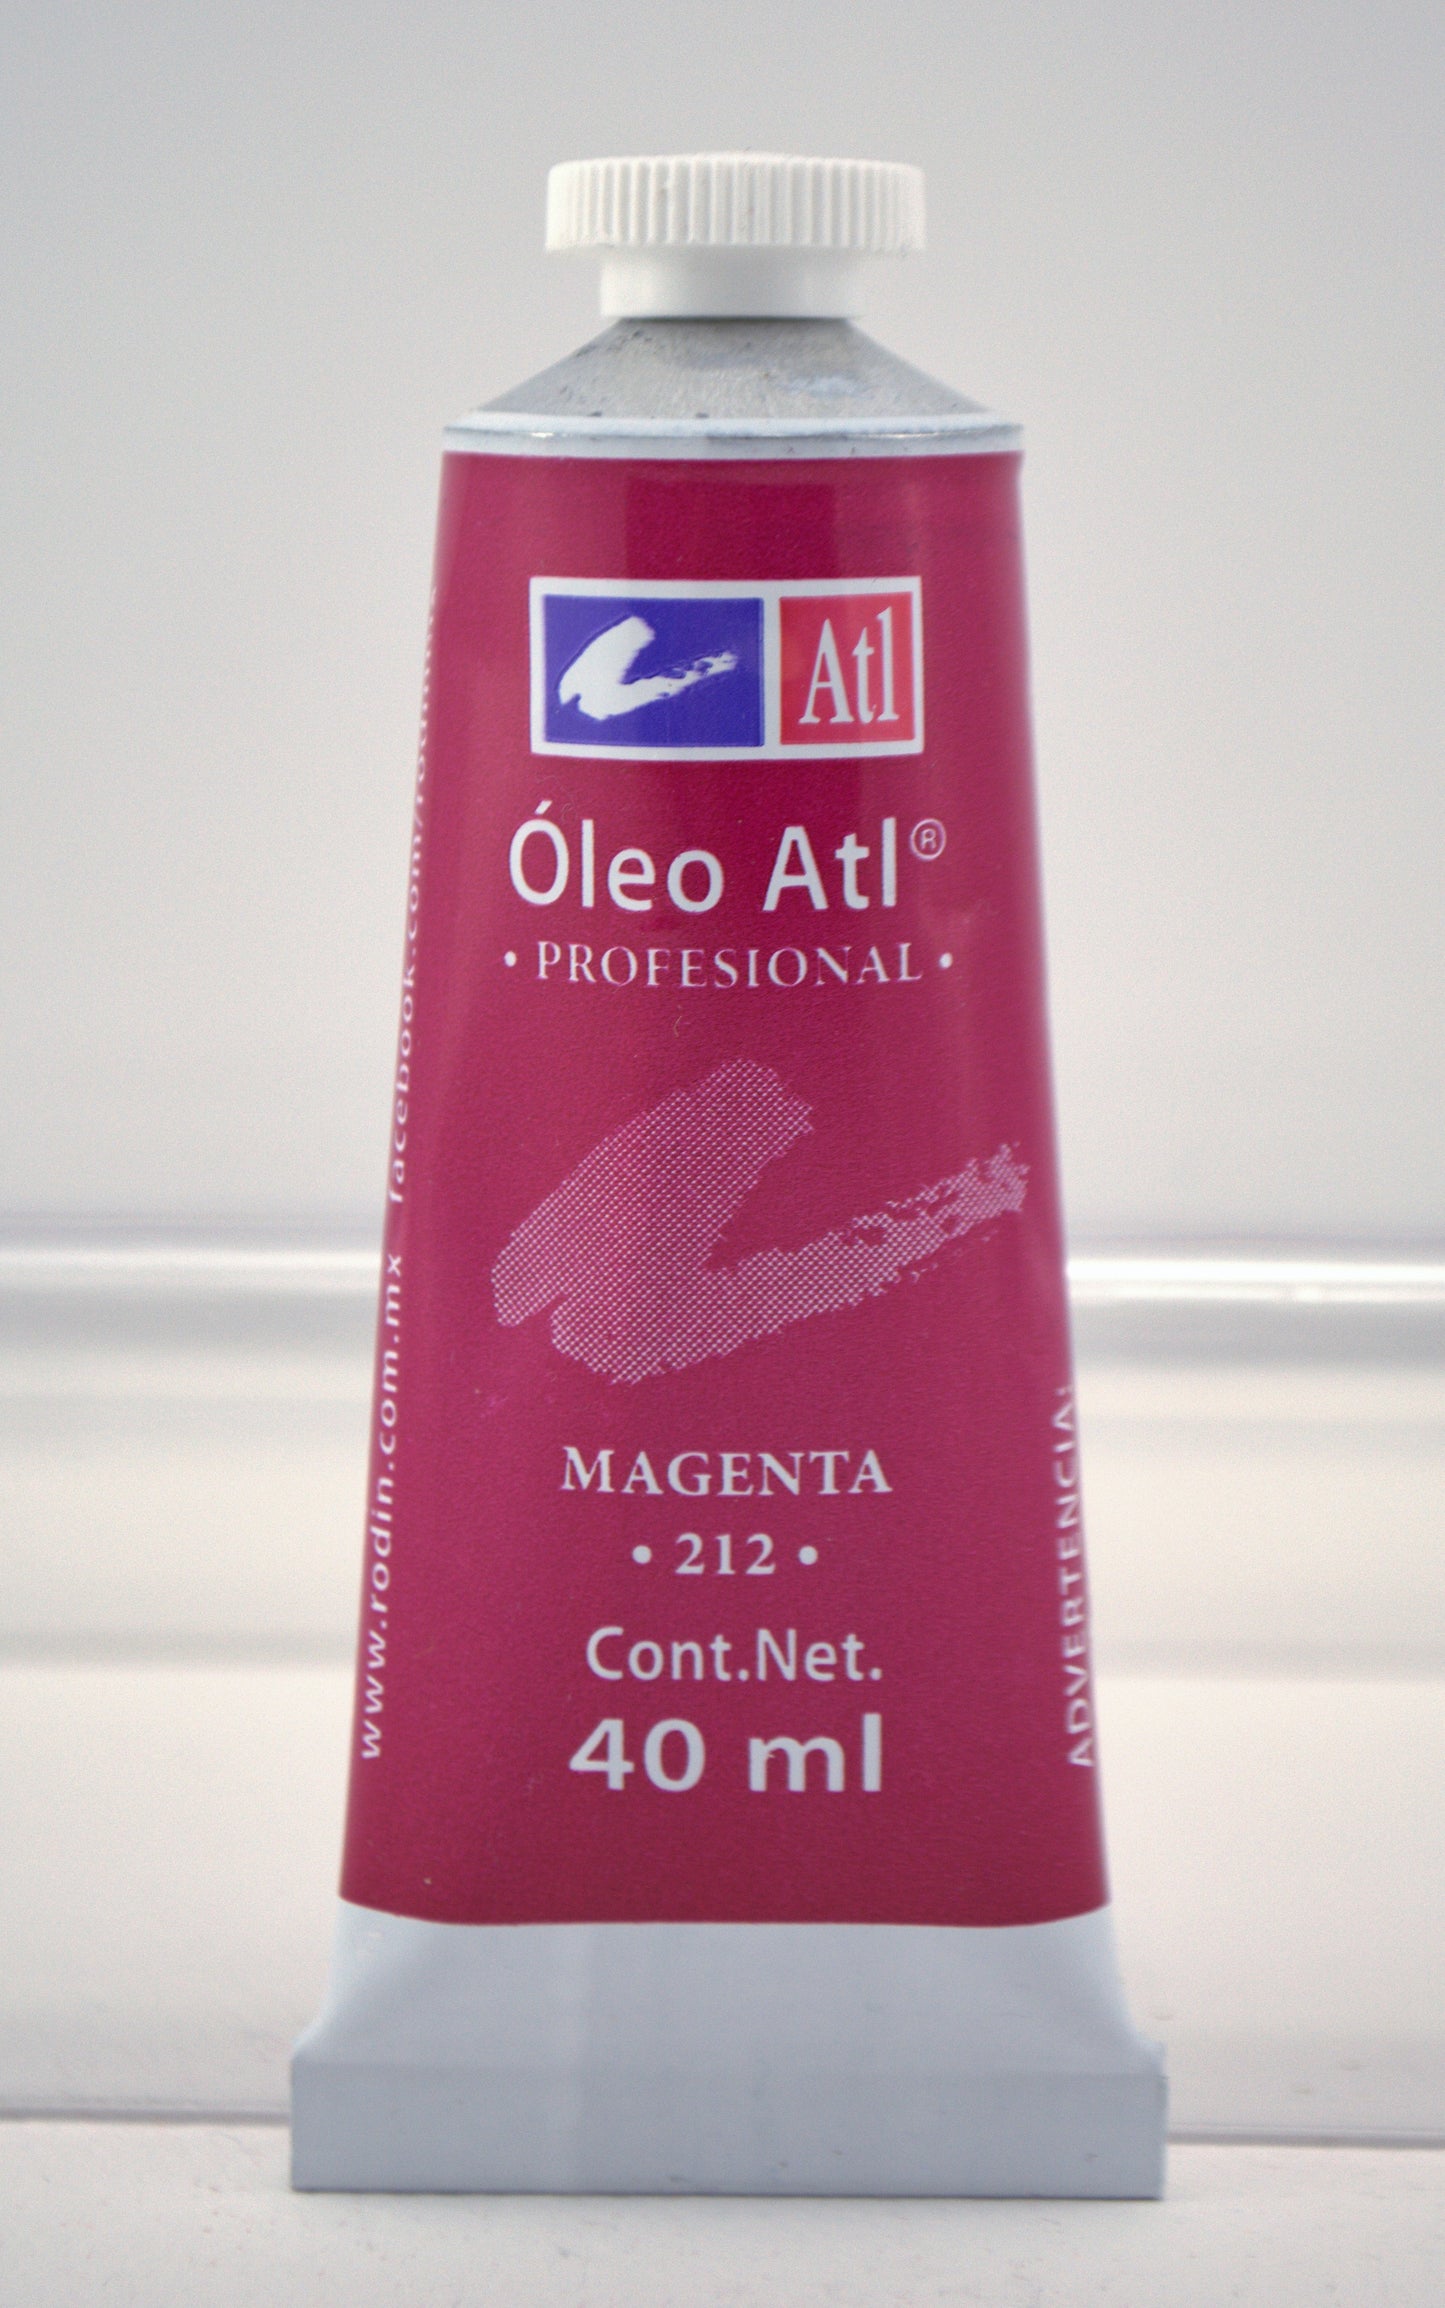 Atl
Óleo Atl®
• PROFESIONAL •
MAGENTA
• 212 •
Cont.Net.
40 ml
www.rodin.com.mx
ADVERTENCIA: